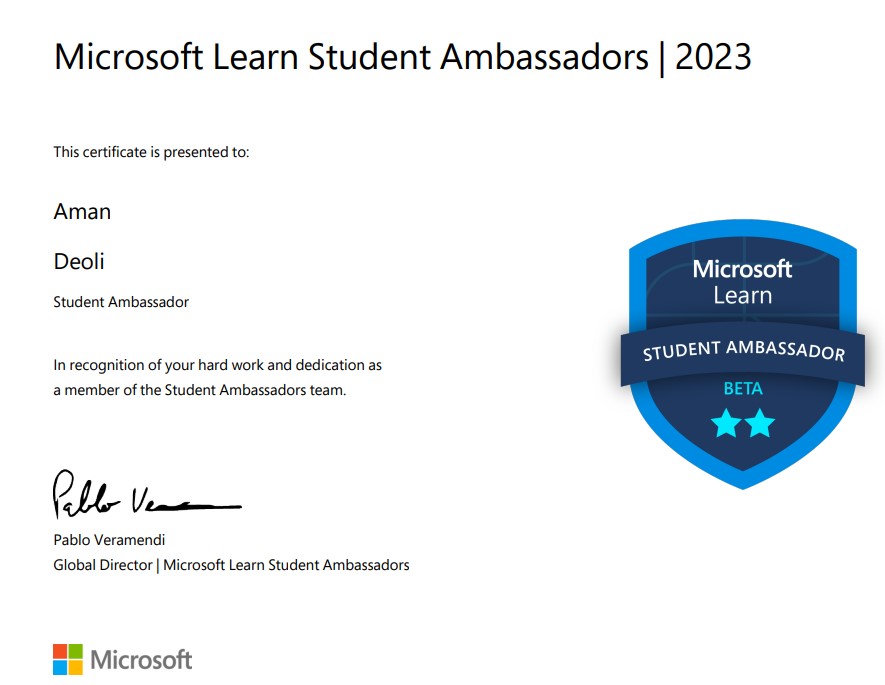 Microsoft Learn Student Ambassadors | 2023
This certificate is presented to:
Aman
Deoli
Student Ambassador
In recognition of your hard work and dedication as
a member of the Student Ambassadors team.
Microsoft
Learn
STUDENT AMBASSADOR
BETA
Pablo Ver
Pablo Veramendi
Global Director | Microsoft Learn Student Ambassadors
Microsoft